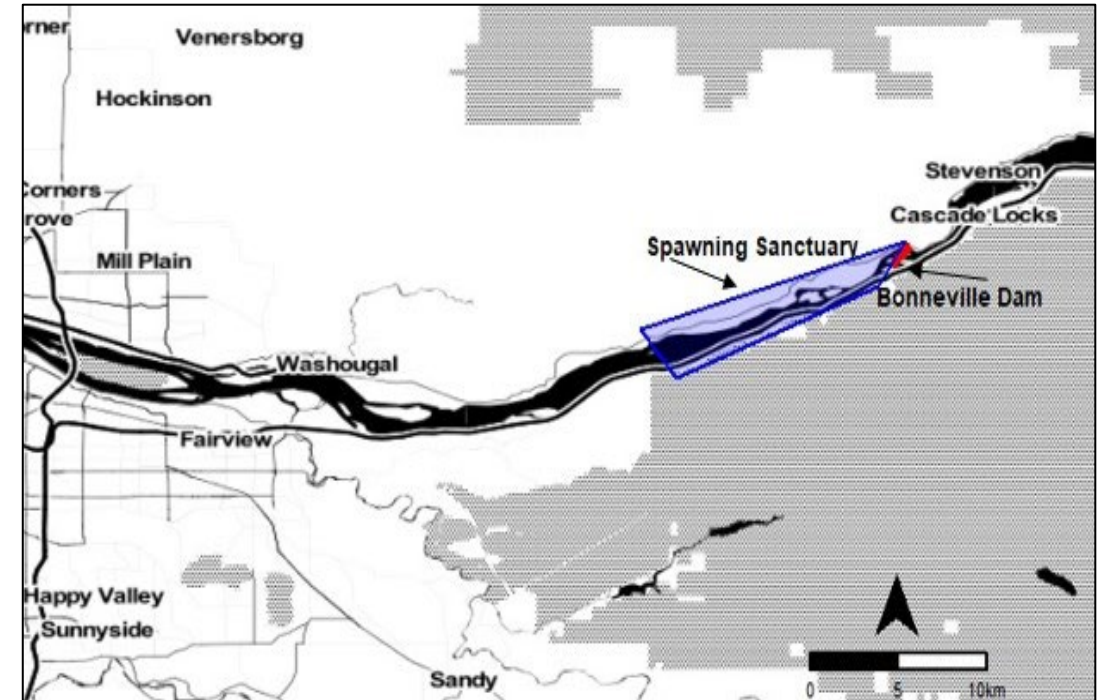 rner
Venersborg
Hockinson
Stevenson
Corners
Cascade Locks
rove
Spawning Sanctuary
Mill Plain
Bonneville Dam
Washougal
Fairview
Happy Valley
Sunnyside
Sandy
0 5 10km